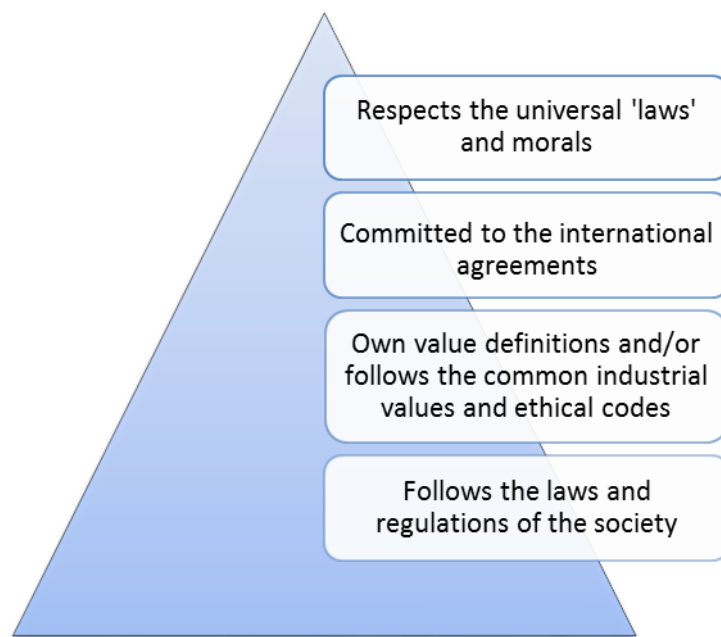 Respects the universal 'laws'
and morals
Committed to the international
agreements
Own value definitions and/or
follows the common industrial
values and ethical codes
Follows the laws and
regulations of the society